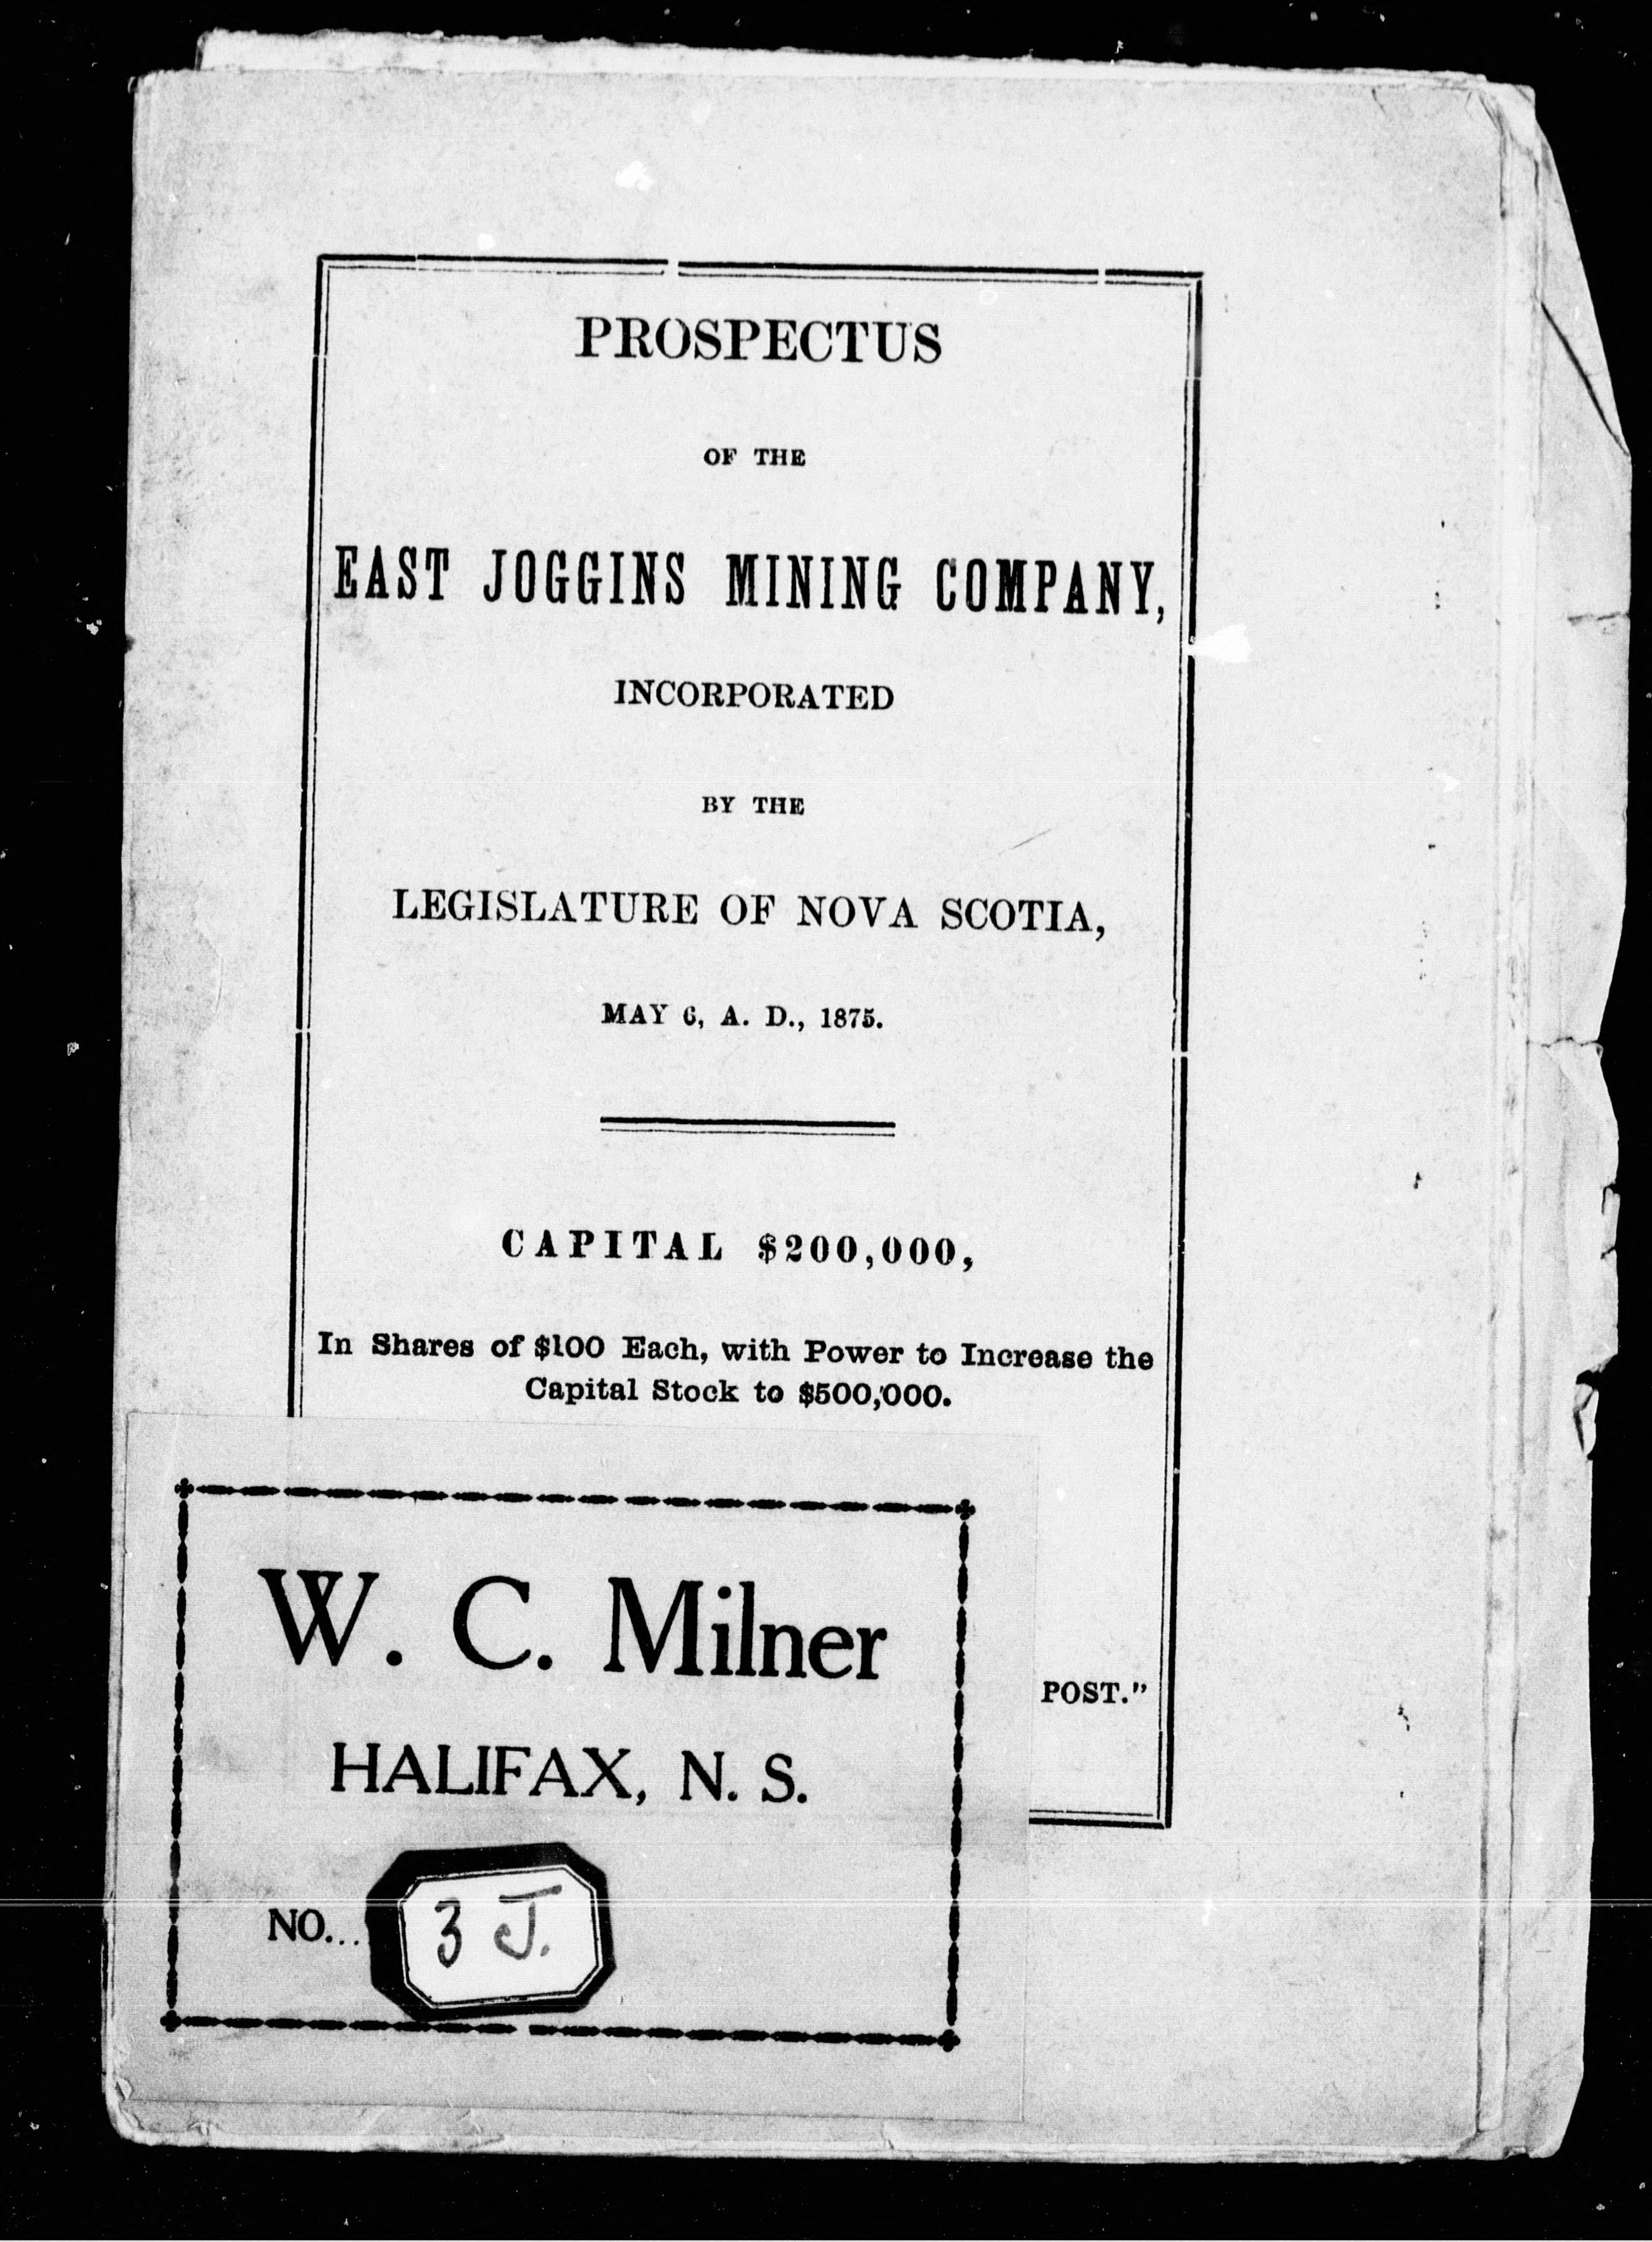 PROSPECTUS
OF THE
EAST JOGGINS MINING COMPANY,
INCORPORATED
BY THE
LEGISLATURE OF NOVA SCOTIA,
MAY 6, A. D., 1875.
CAPITAL $200,000,
In Shares of $100 Each, with Power to Increase the
Capital Stock to $500,000.
POST."
W. C. Milner
HALIFAX, N. S.
NO... 3 J.